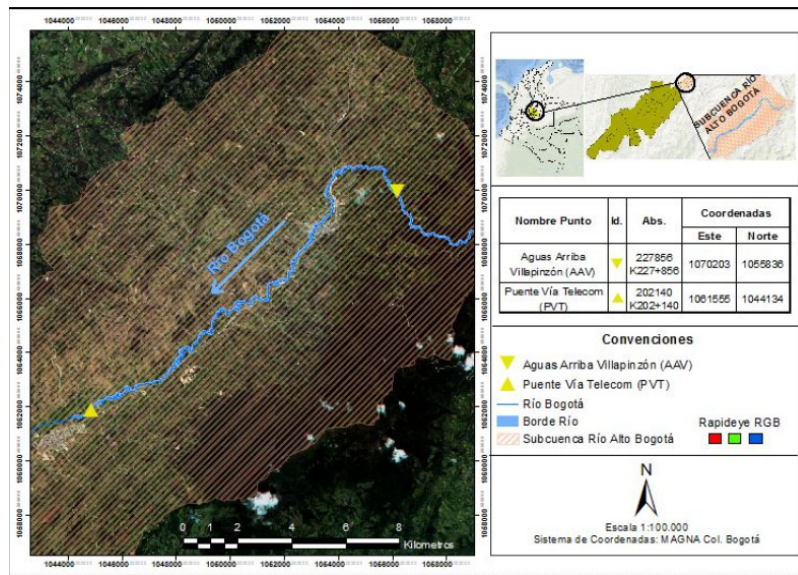 1044000
1060000
1062000
1064000
1066000
1068000
1074000
1072000
1070000
1068000
1066000
1064000
1062000
1060000
Río Bogotá
0 1 2 4 6 8
Kilometros
1044000
SUBCUENCA RÍO
ALTO BOGOTÁ
Nombre Punto Id. Abs. Coordenadas
Este Norte
Aguas Arriba
Villapinzón (AAV) 227856
K227+856 1070203 1055836
Puente Vía Telecom
(PVT) 202140
K202+140 1061555 1044134
Convenciones
Aguas Arriba Villapinzón (AAV)
Puente Vía Telecom (PVT)
Río Bogotá
Borde Río
Subcuenca Río Alto Bogotá
Rapideye RGB
N
Escala 1:100.000
Sistema de Coordenadas: MAGNA Col. Bogotá